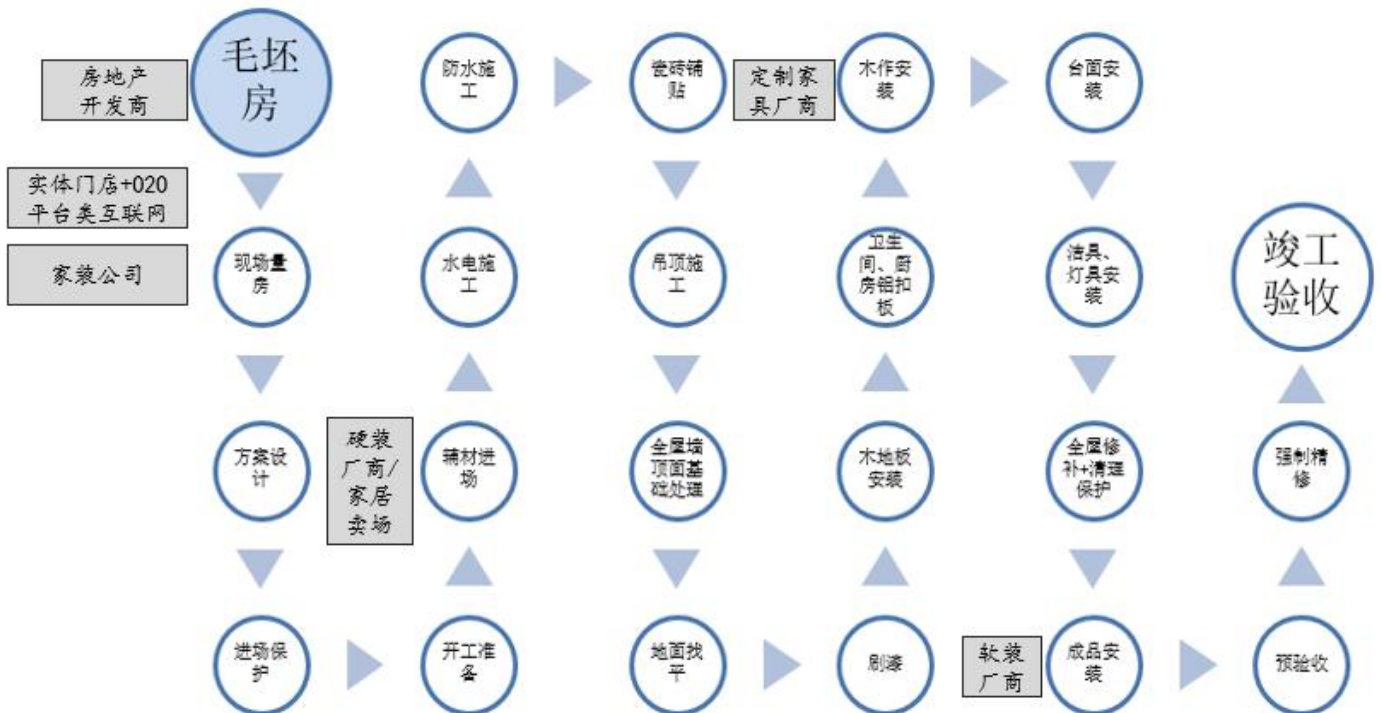 房地产
开发商
毛坯
房
实体门店+020
平台类互联网
家装公司
现场量
房
方案设
计
进场保
护
开工准
备
硬装
厂商/
家居
卖场
辅材进
场
水电施
工
防水施
工
瓷砖铺
贴
吊顶施
工
全屋墙
顶面基
础处理
地面找
平
刷漆
木地板
安装
卫生
间、厨
房铝扣
板
定制家
具厂商
木作安
装
台面安
装
洁具、
灯具安
装
全屋修
补+清理
保护
软装
厂商
成品安
装
预验收
强制精
修
竣工
验收